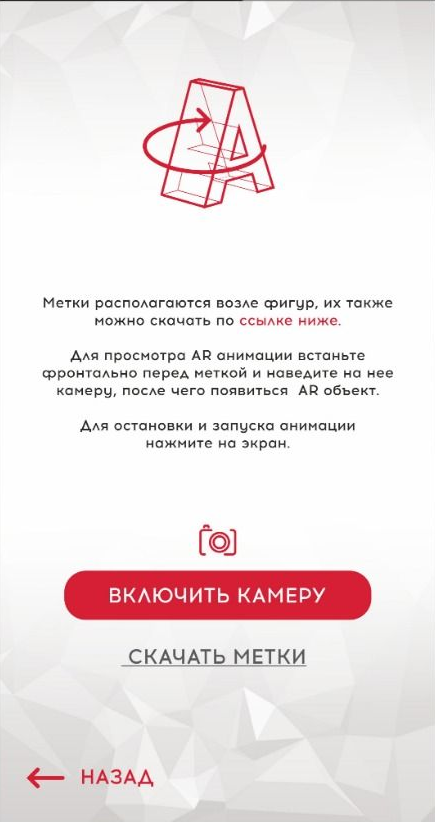 Метки располагаются возле фигур, их также
можно скачать по ссылке ниже.
Для просмотра AR анимации встаньте
фронтально перед меткой и наведите на нее
камеру, после чего появиться AR объект.
Для остановки и запуска анимации
нажмите на экран.
ВКЛЮЧИТЬ КАМЕРУ
СКАЧАТЬ МЕТКИ
НАЗАД